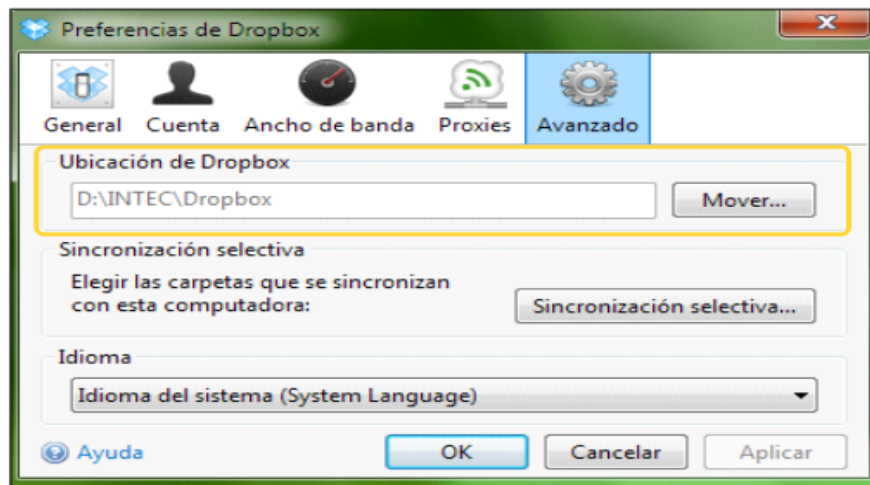 Preferencias de Dropbox
General Cuenta Ancho de banda Proxies Avanzado
Ubicación de Dropbox
D:\INTEC\Dropbox Mover...
Sincronización selectiva
Elegir las carpetas que se sincronizan
con esta computadora: Sincronización selectiva...
Idioma
Idioma del sistema (System Language)
Ayuda OK Cancelar Aplicar